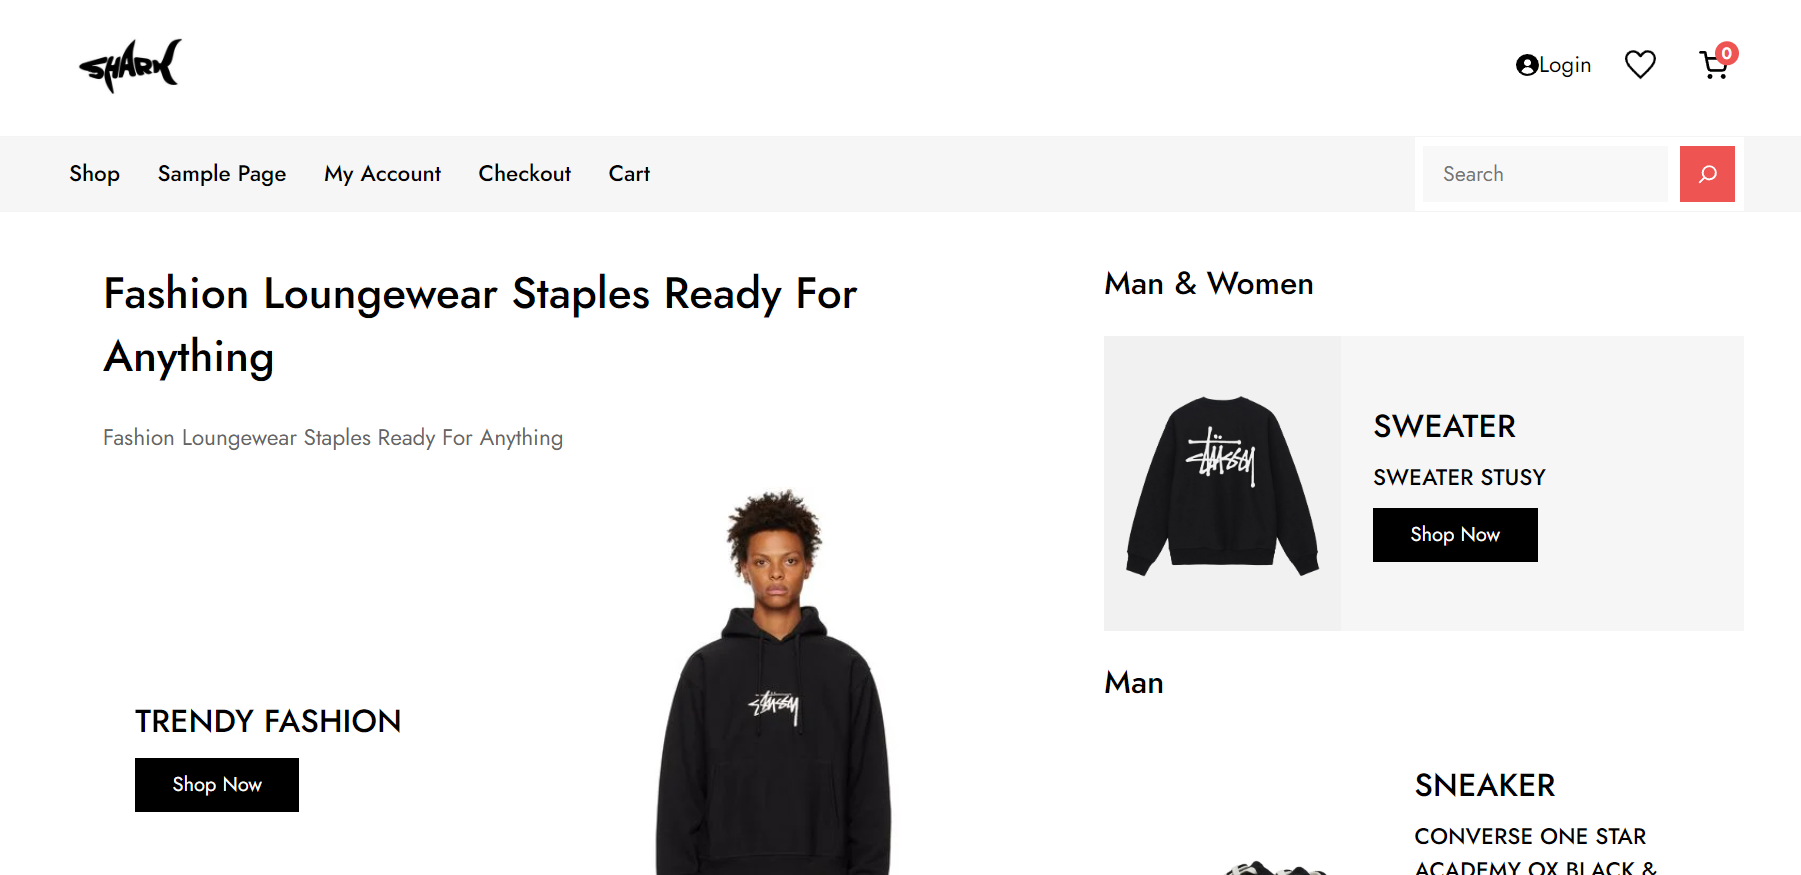 SHARK
Login
0
Shop
Sample Page
My Account
Checkout
Cart
Search
Fashion Loungewear Staples Ready For
Anything
Fashion Loungewear Staples Ready For Anything
TRENDY FASHION
Shop Now
Stüssy
Man & Women
Stüssy
SWEATER
SWEATER STUSY
Shop Now
Man
SNEAKER
CONVERSE ONE STAR
ACADEMY OX BLACK &